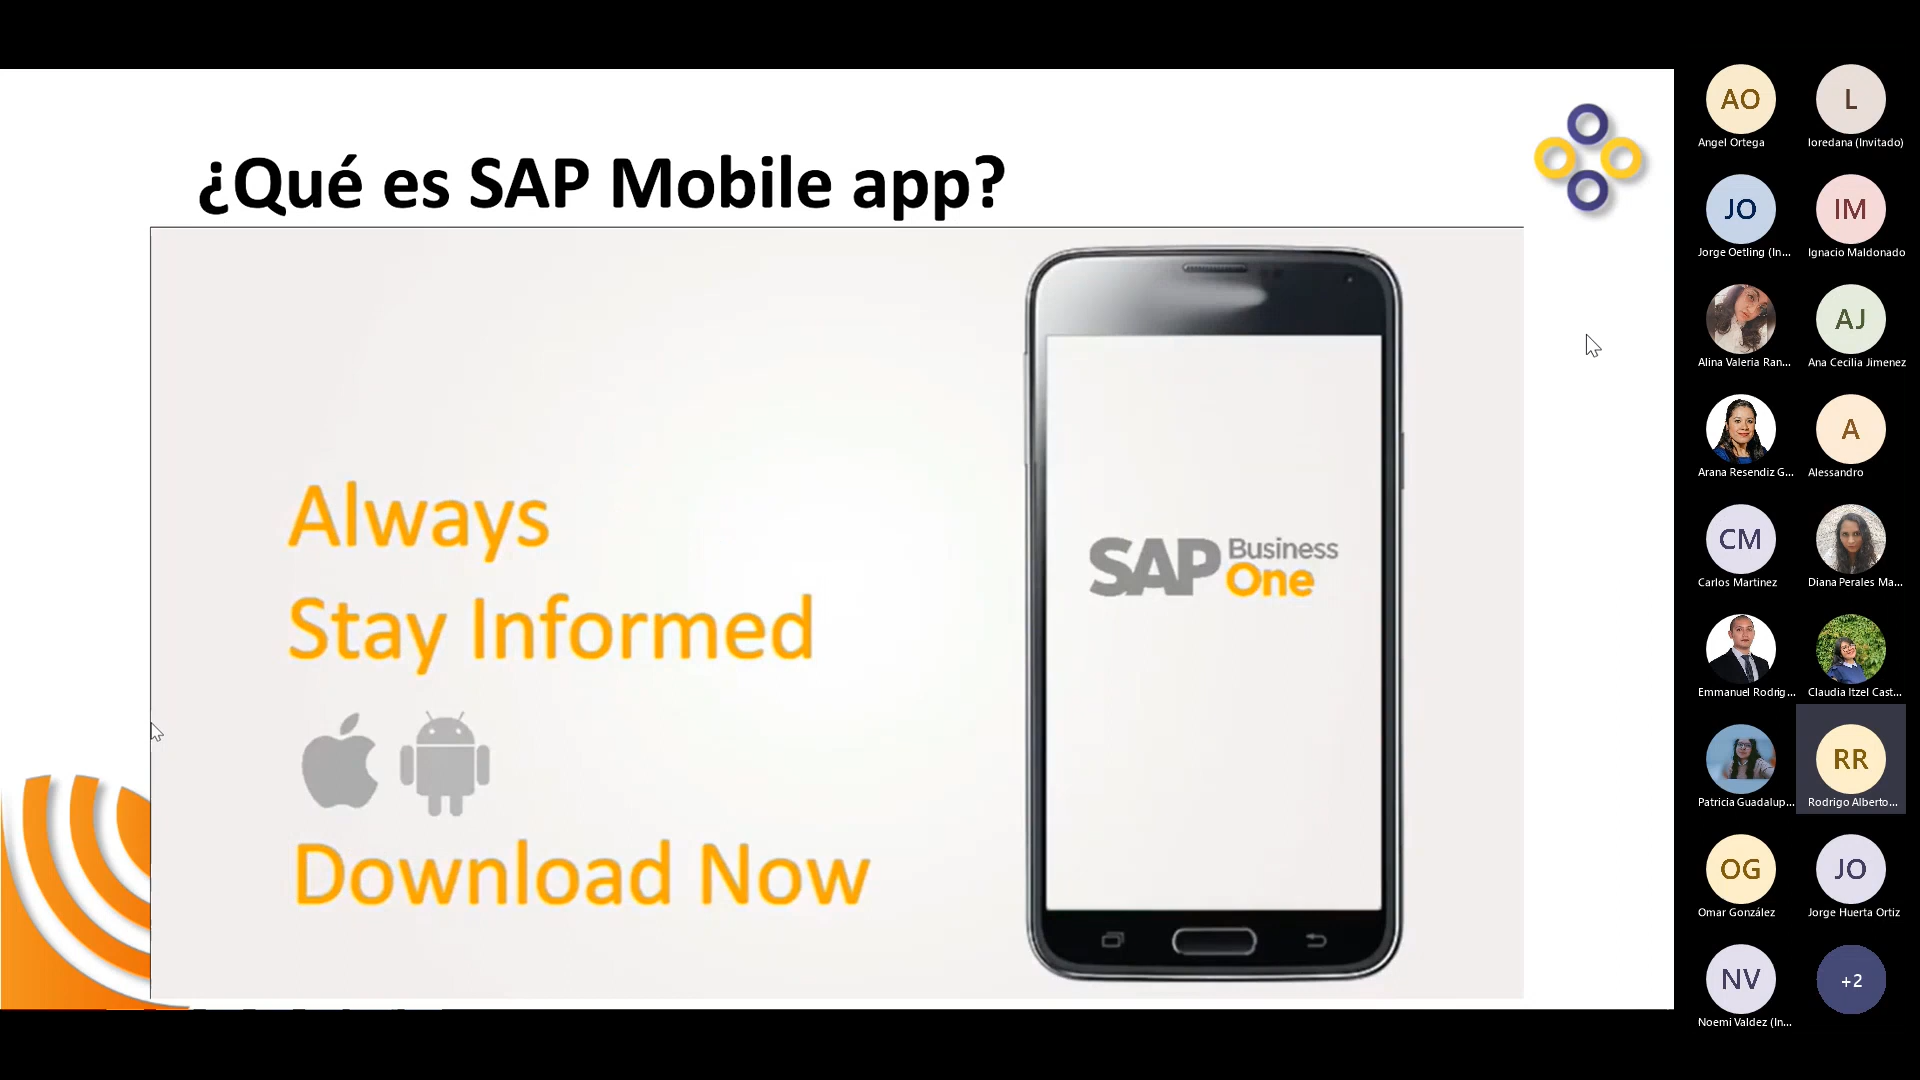 ¿Qué es SAP Mobile app?
Always
Stay Informed
Download Now
SAP Business One
AO
Angel Ortega
L
loredana (Invitado)
JO
Jorge Oetling (In...
IM
Ignacio Maldonado
Alina Valeria Ran...
AJ
Ana Cecilia Jimenez
Arana Resendiz G...
A
Alessandro
CM
Carlos Martinez
Diana Perales Ma...
Emmanuel Rodrig...
Claudia Itzel Cast...
Patricia Guadalup...
RR
Rodrigo Alberto...
OG
Omar González
JO
Jorge Huerta Ortiz
NV
Noemi Valdez (In...
+2